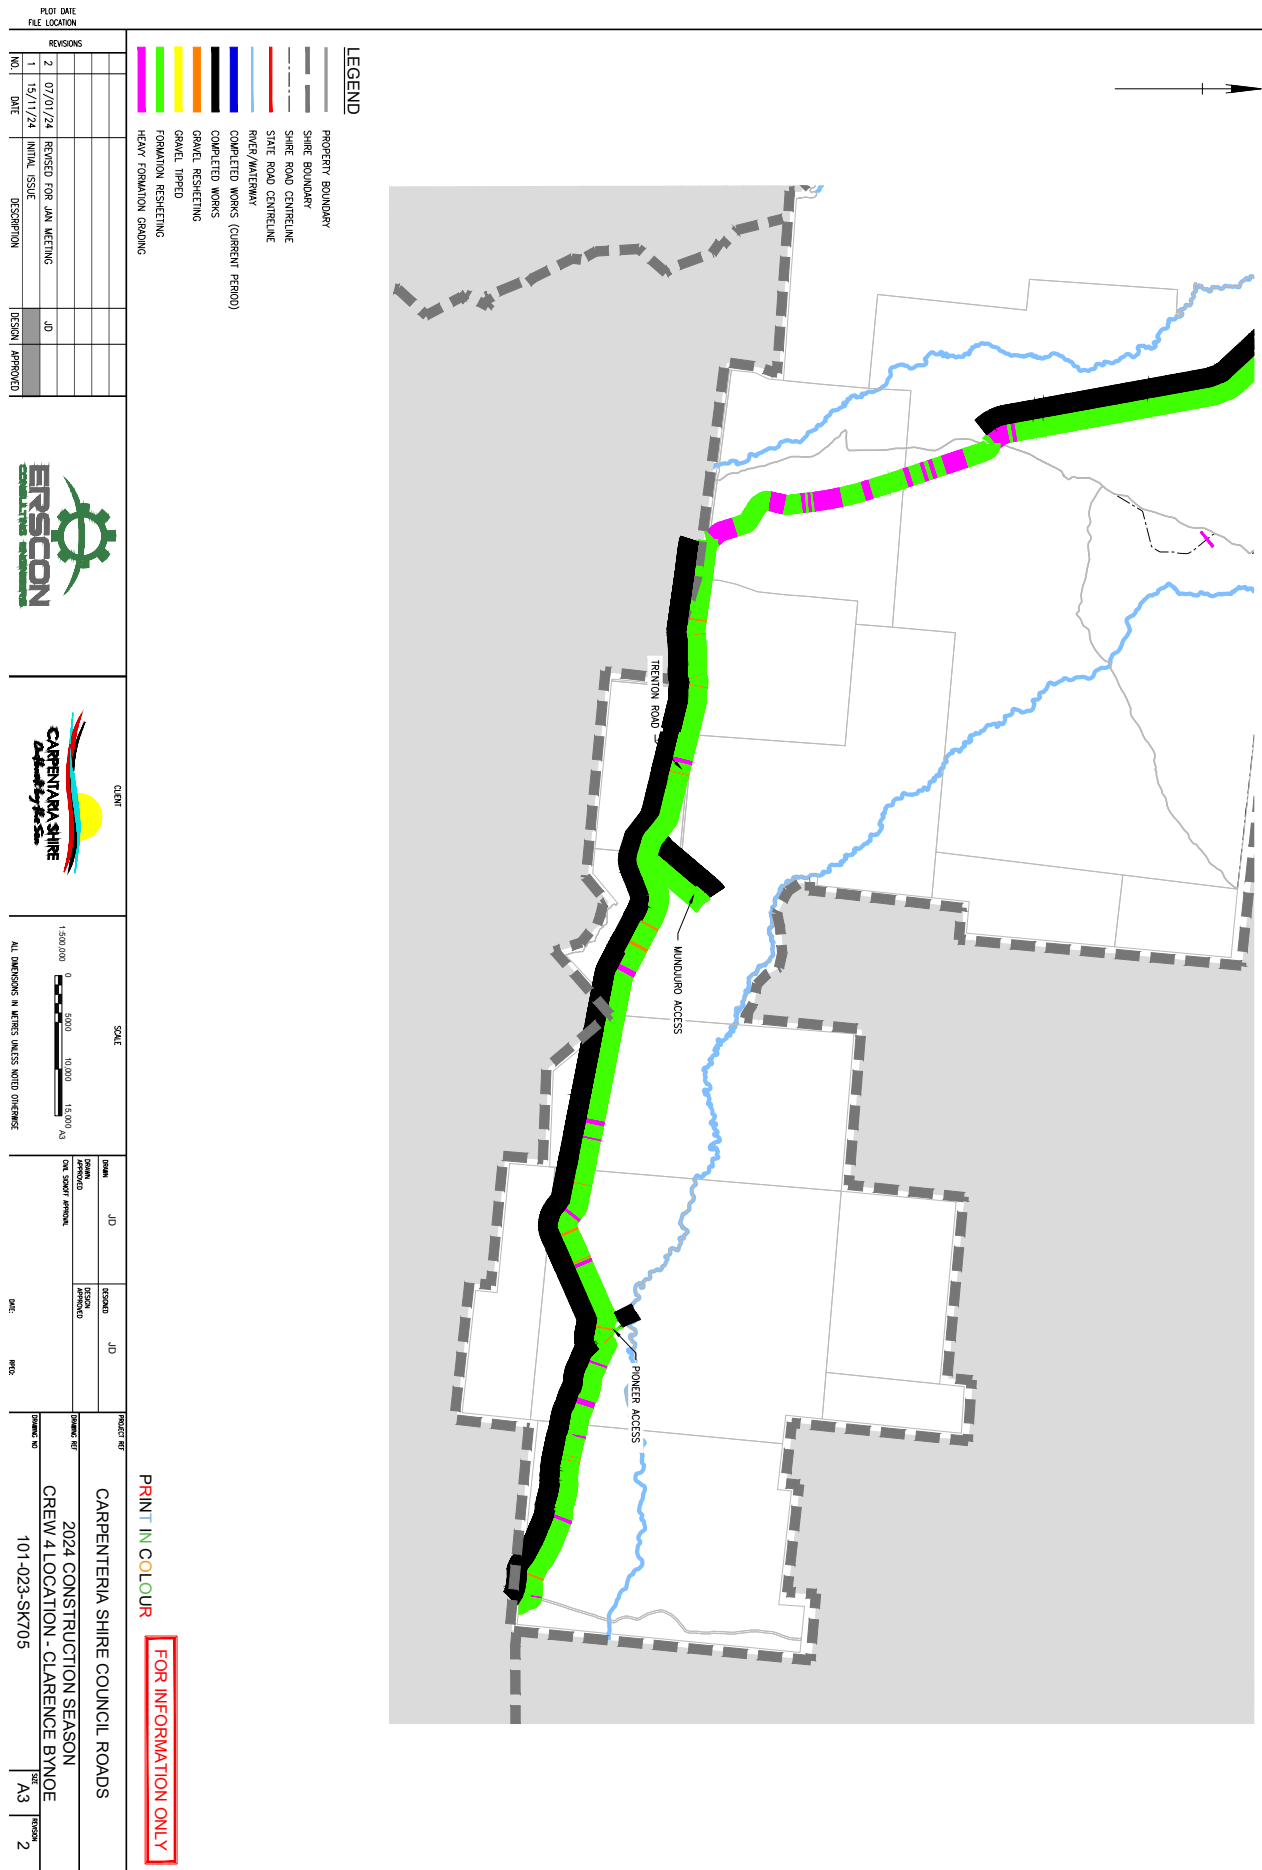 LEGEND
PROPERTY BOUNDARY
SHIRE BOUNDARY
SHIRE ROAD CENTRELINE
STATE ROAD CENTRELINE
RIVER/WATERWAY
COMPLETED WORKS (CURRENT PERIOD)
COMPLETED WORKS
GRAVEL RESHEETING
GRAVEL TIPPED
FORMATION RESHEETING
HEAVY FORMATION GRADING
TRENTON ROAD
MUNDJURO ACCESS
PIONEER ACCESS
PRINT IN COLOUR
FOR INFORMATION ONLY
PLOT DATE
FILE LOCATION
REVISIONS
2 07/01/24 REVISED FOR JAN MEETING JD
1 15/11/24 INITIAL ISSUE
NO. DATE DESCRIPTION DESIGN APPROVED
ERSCON
CONSULTING ENGINEERS
CLIENT
CARPENTARIA SHIRE
Outback by the Sea
SCALE
1:500,000 0 5000 10,000 15,000 A3
ALL DIMENSIONS IN METRES UNLESS NOTED OTHERWISE
DRAWN JD
DESIGNED JD
DRAWN APPROVED
DESIGN APPROVED
CIVIL SIGNOFF APPROVAL
DATE:
RPEQ:
PROJECT REF
CARPENTERIA SHIRE COUNCIL ROADS
DRAWING REF
2024 CONSTRUCTION SEASON
CREW 4 LOCATION - CLARENCE BYNOE
DRAWING NO
101-023-SK705
SIZE
A3
REVISION
2